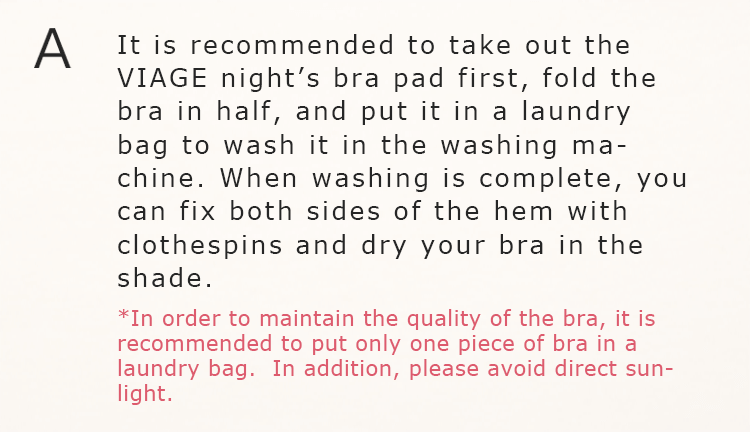 A
It is recommended to take out the
VIAGE night’s bra pad first, fold the
bra in half, and put it in a laundry
bag to wash it in the washing ma-
chine. When washing is complete, you
can fix both sides of the hem with
clothespins and dry your bra in the
shade.
*In order to maintain the quality of the bra, it is
recommended to put only one piece of bra in a
laundry bag.  In addition, please avoid direct sun-
light.